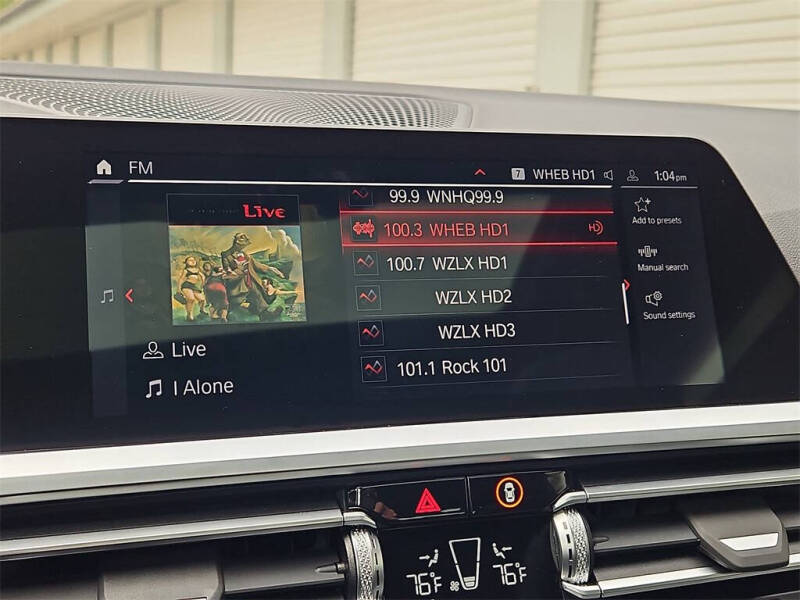 FM
7 WHEB HD1
1:04pm
Live
99.9 WNHQ99.9
100.3 WHEB HD1 HD
100.7 WZLX HD1
WZLX HD2
WZLX HD3
101.1 Rock 101
Live
I Alone
Add to presets
Manual search
Sound settings
76°F 76°F